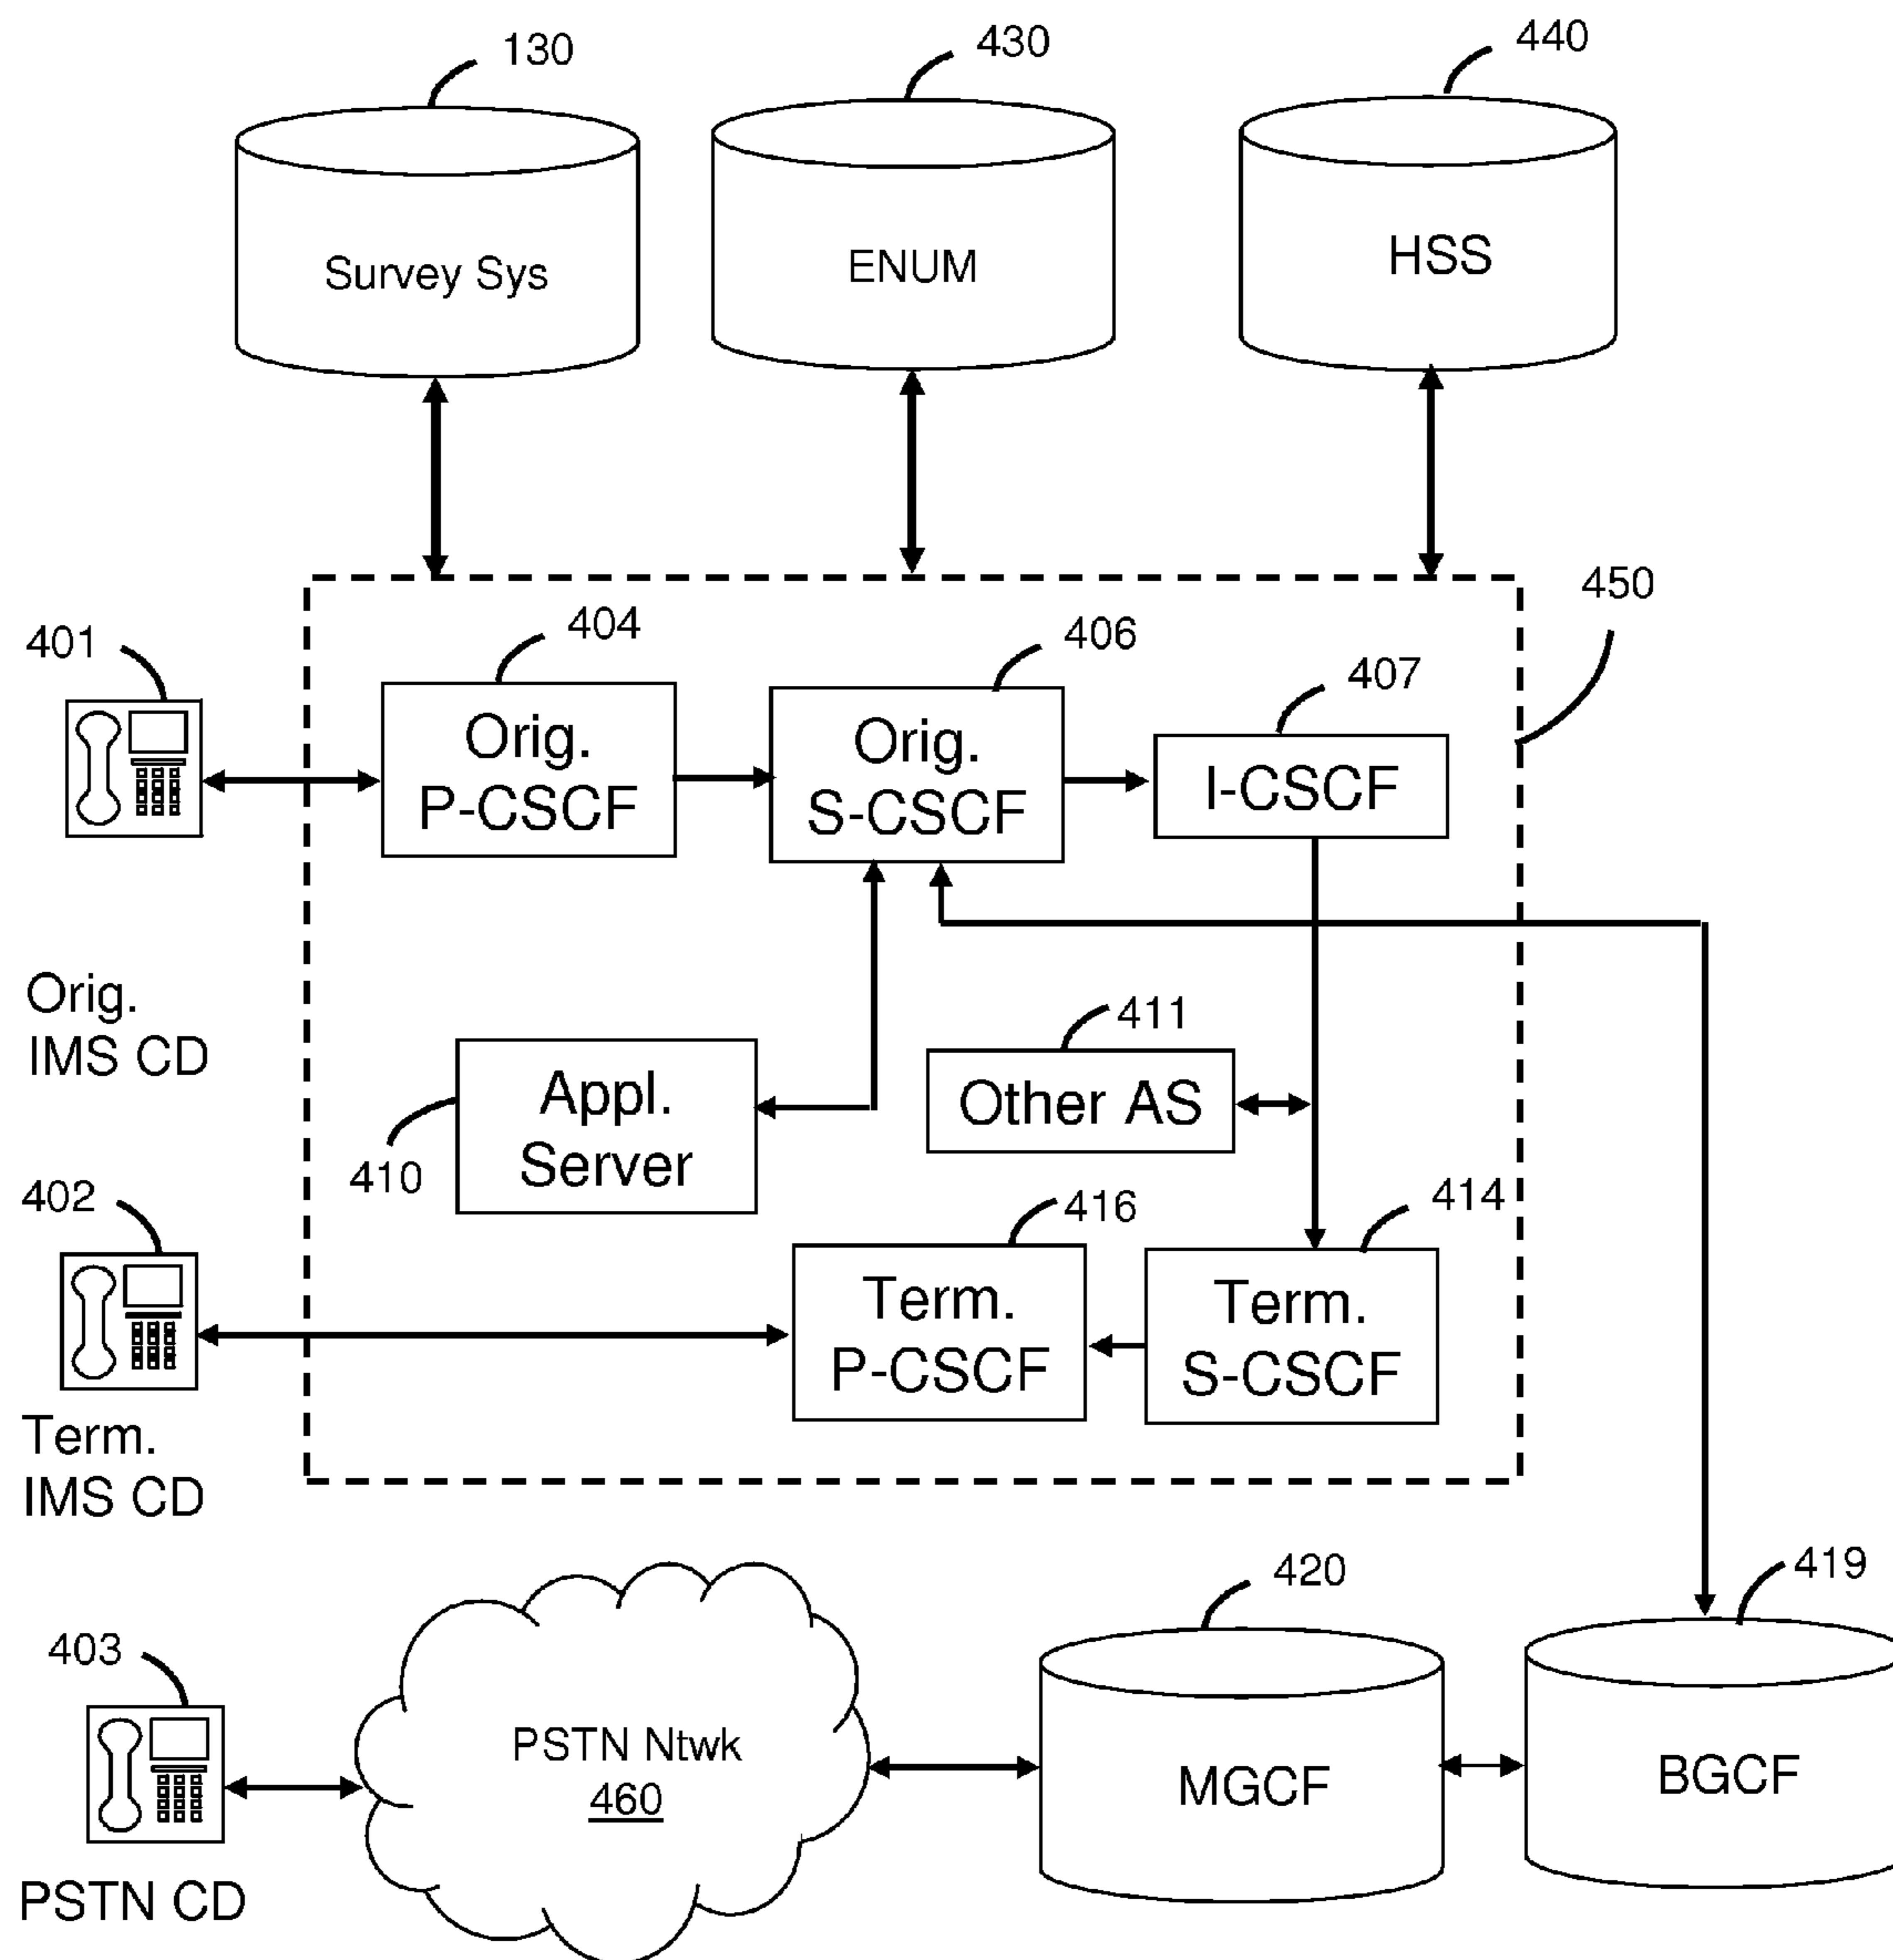 130
430
440
Survey Sys
ENUM
HSS
450
401
404
406
407
Orig.
P-CSCF
Orig.
S-CSCF
I-CSCF
Orig.
IMS CD
411
Appl.
Server
Other AS
410
402
416
414
Term.
P-CSCF
Term.
S-CSCF
Term.
IMS CD
420
419
403
PSTN Ntwk
460
MGCF
BGCF
PSTN CD